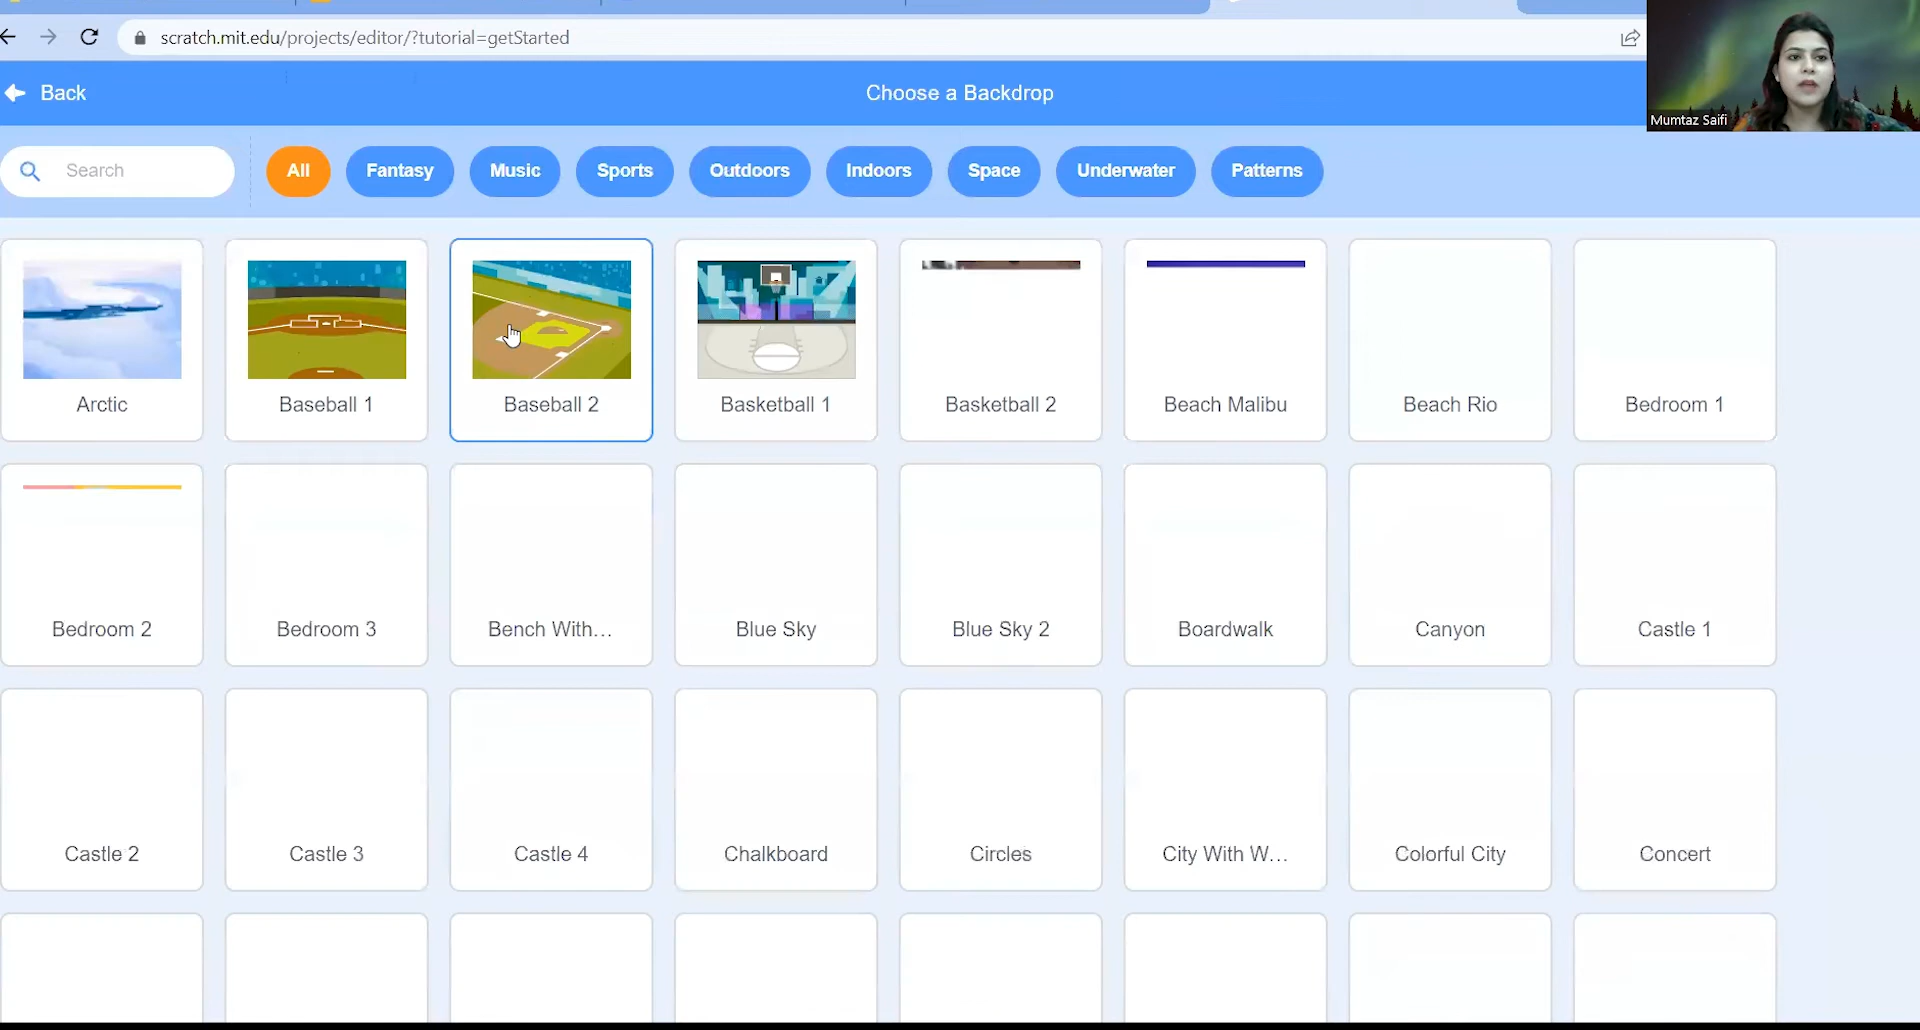 scratch.mit.edu/projects/editor/?tutorial=getStarted
Mumtaz Saifi
Back
Choose a Backdrop
Search
All
Fantasy
Music
Sports
Outdoors
Indoors
Space
Underwater
Patterns
Arctic
Baseball 1
Baseball 2
Basketball 1
Basketball 2
Beach Malibu
Beach Rio
Bedroom 1
Bedroom 2
Bedroom 3
Bench With...
Blue Sky
Blue Sky 2
Boardwalk
Canyon
Castle 1
Castle 2
Castle 3
Castle 4
Chalkboard
Circles
City With W...
Colorful City
Concert